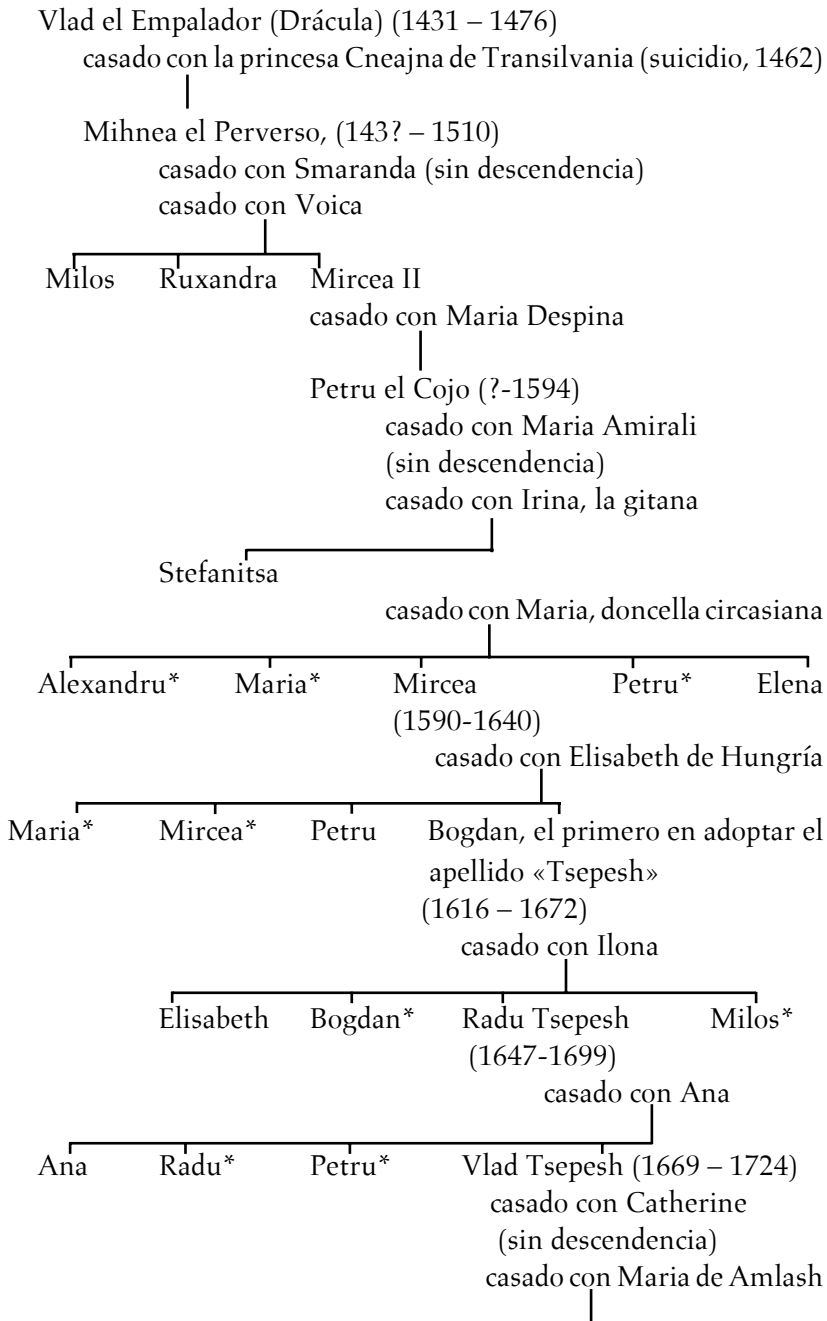 Vlad el Empalador (Drácula) (1431 – 1476)
casado con la princesa Cneajna de Transilvania (suicidio, 1462)
Mihnea el Perverso, (143? – 1510)
casado con Smaranda (sin descendencia)
casado con Voica
Milos Ruxandra Mircea II
casado con Maria Despina
Petru el Cojo (?-1594)
casado con Maria Amirali
(sin descendencia)
casado con Irina, la gitana
Stefanitsa
casado con Maria, doncella circasiana
Alexandru* Maria* Mircea Petru* Elena
(1590-1640)
casado con Elisabeth de Hungría
Maria* Mircea* Petru Bogdan, el primero en adoptar el
apellido «Tsepesh»
(1616 – 1672)
casado con Ilona
Elisabeth Bogdan* Radu Tsepesh Milos*
(1647-1699)
casado con Ana
Ana Radu* Petru* Vlad Tsepesh (1669 – 1724)
casado con Catherine
(sin descendencia)
casado con Maria de Amlash